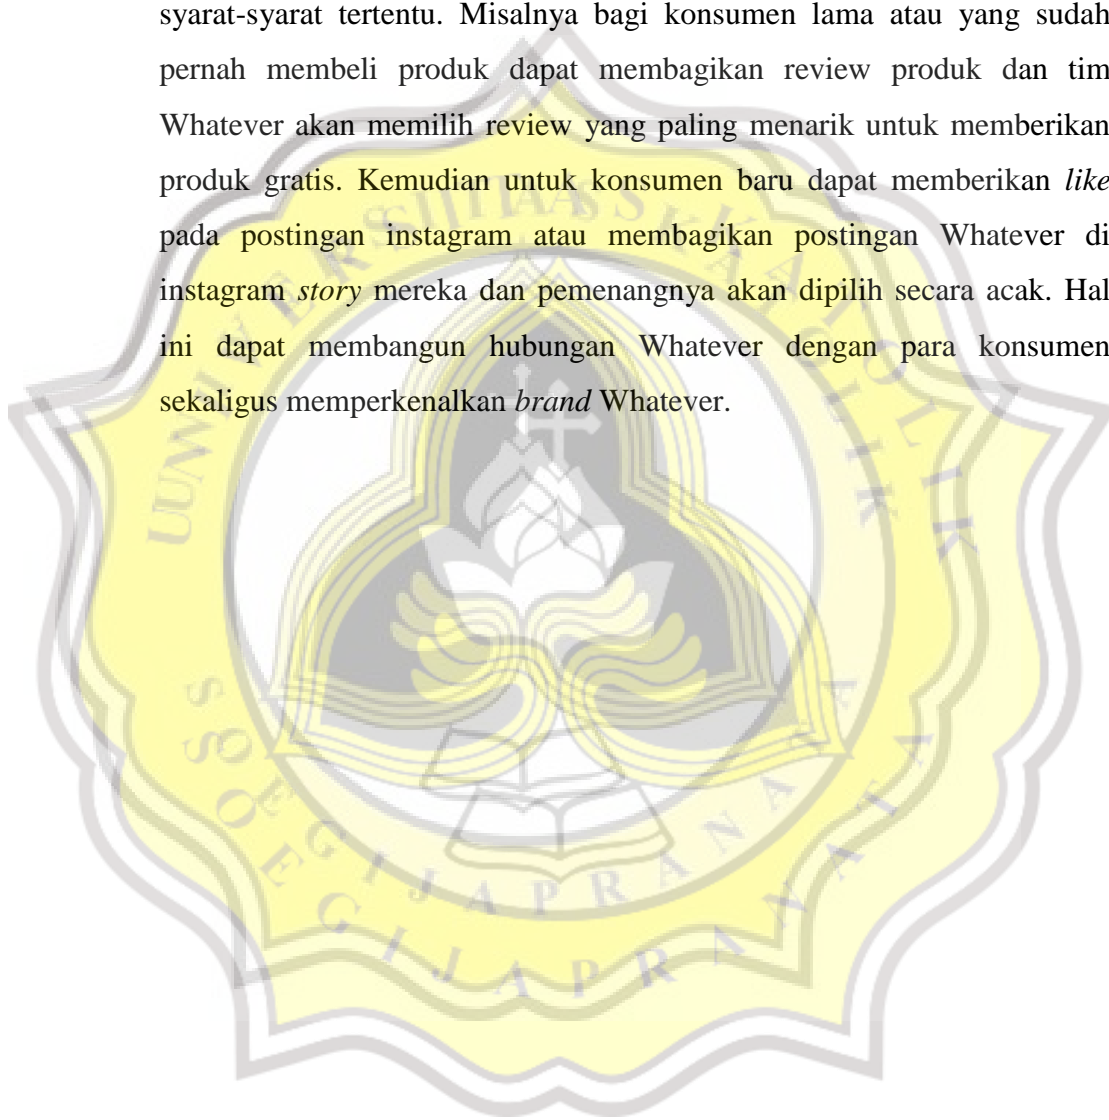 syarat-syarat tertentu. Misalnya bagi konsumen lama atau yang sudah
pernah membeli produk dapat membagikan review produk dan tim
Whatever akan memilih review yang paling menarik untuk memberikan
produk gratis. Kemudian untuk konsumen baru dapat memberikan like
pada postingan instagram atau membagikan postingan Whatever di
instagram story mereka dan pemenangnya akan dipilih secara acak. Hal
ini dapat membangun hubungan Whatever dengan para konsumen
sekaligus memperkenalkan brand Whatever.
SOEGIJAPRANATA
SOEGIJAPRANATA